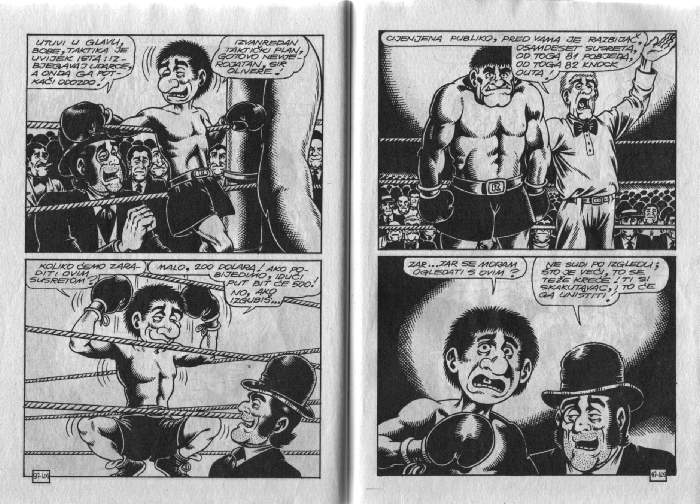 UTUVI U GLAVU,
BOBE, TAKTIKA JE
UVIJEK ISTA: IZ-
BJEGAVAJ UDARCE,
A ONDA GA POT-
KAČI ODOZDO.
IZVANREDAN
TAKTIČKI PLAN,
GOTOVO NEVJE-
ROJATAN, SIR
OLIVERE!
KOLIKO ĆEMO ZARA-
DITI OVIM
SUSRETOM?
MALO, 200 DOLARA! AKO PO-
BIJEDIMO, IDUĆI
PUT BIT ĆE 500!
NO, AKO
IZGUBIŠ...
CIJENJENA PUBLIKO, PRED VAMA JE RAZBIJAČ,
OSAMDESET SUSRETA,
OD TOGA 81 POBJEDA,
OD TOGA 82 KNOCK
OUTA!
ZAR...ZAR SE MORAM
OGLEDATI S OVIM?
NE SUDI PO IZGLEDU;
ŠTO JE VEĆI, TO SE
TEŽE KREĆE! TI SI
SKAKUTAVAC, I TO ĆE
GA UNIŠTITI!